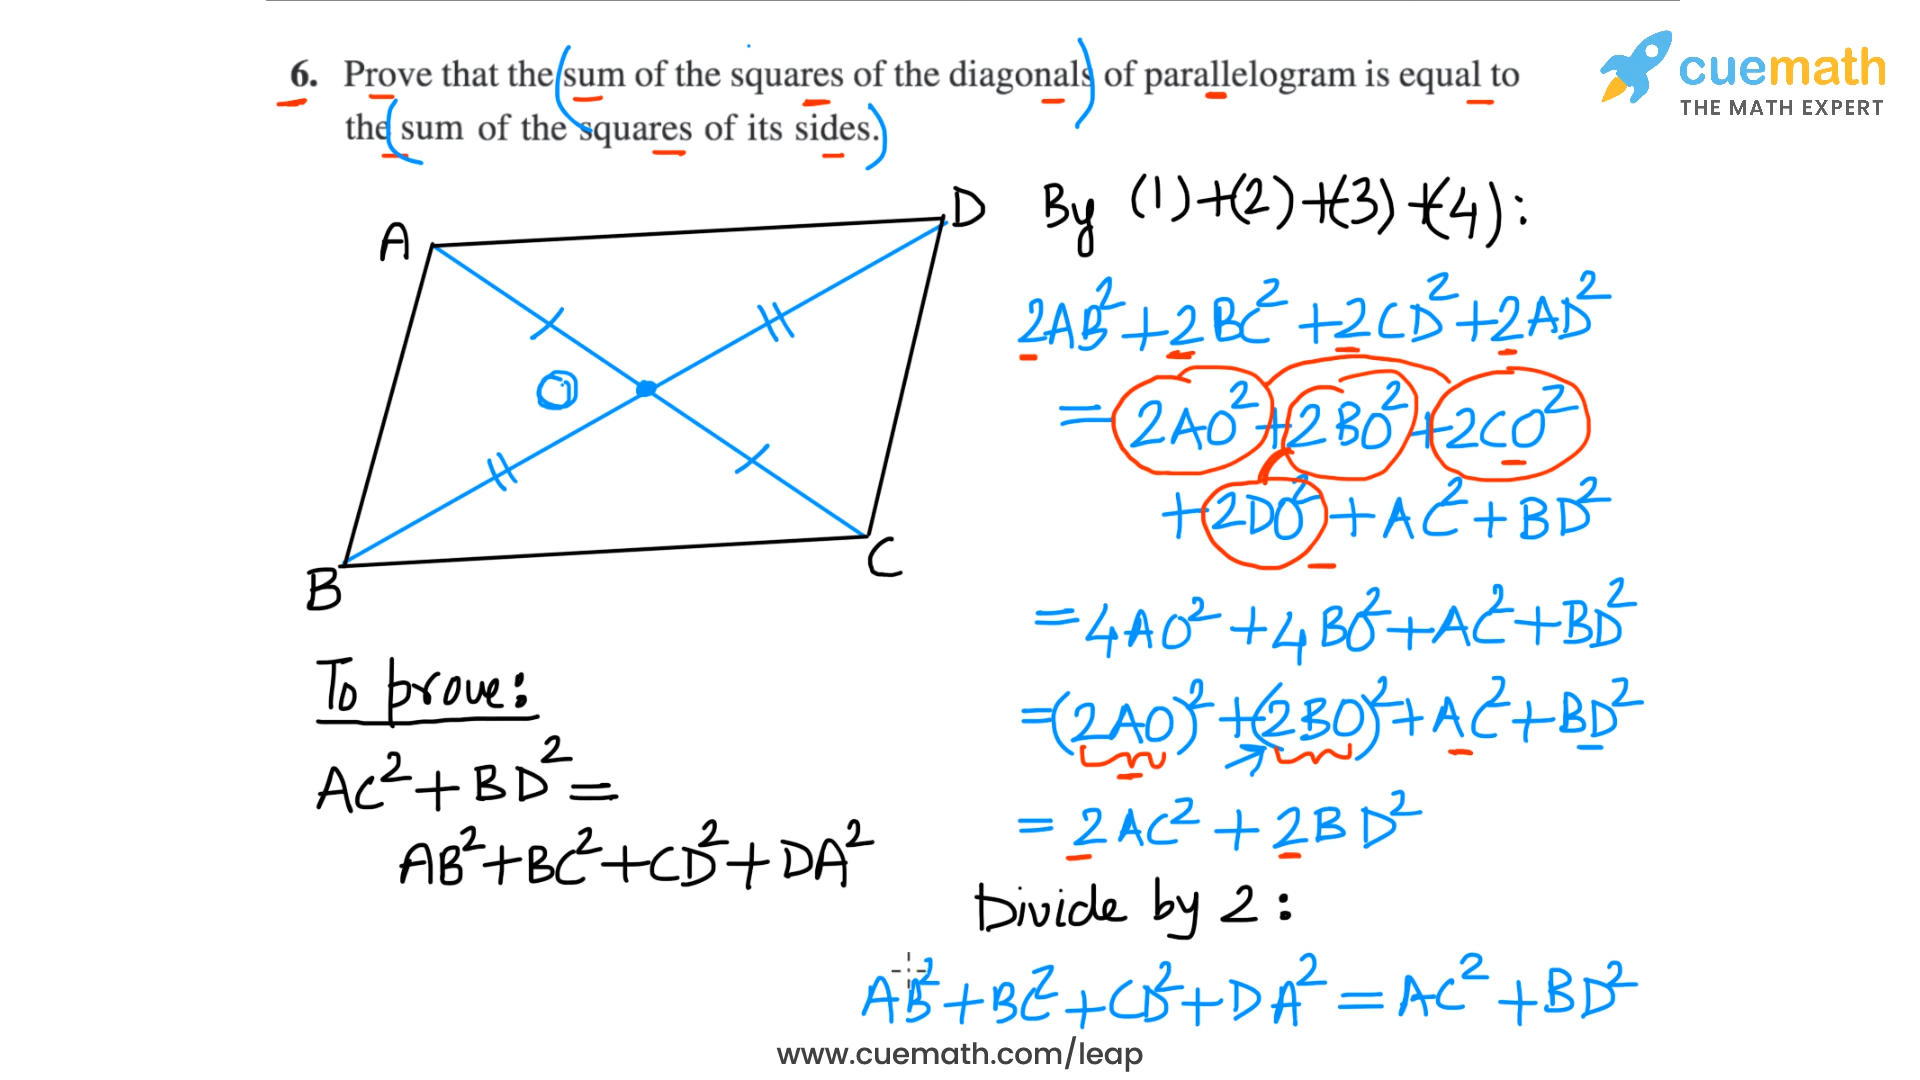 6. Prove that the sum of the squares of the diagonals of parallelogram is equal to
the sum of the squares of its sides.
cuemath
THE MATH EXPERT
A
D
O
B
C
To prove:
AC² + BD² =
AB² + BC² + CD² + DA²
By (1) + (2) + (3) + (4) :
2AB² + 2BC² + 2CD² + 2AD²
= 2AO² + 2BO² + 2CO²
+ 2DO² + AC² + BD²
= 4AO² + 4BO² + AC² + BD²
= (2AO)² + (2BO)² + AC² + BD²
= 2AC² + 2BD²
Divide by 2 :
AB² + BC² + CD² + DA² = AC² + BD²
www.cuemath.com/leap